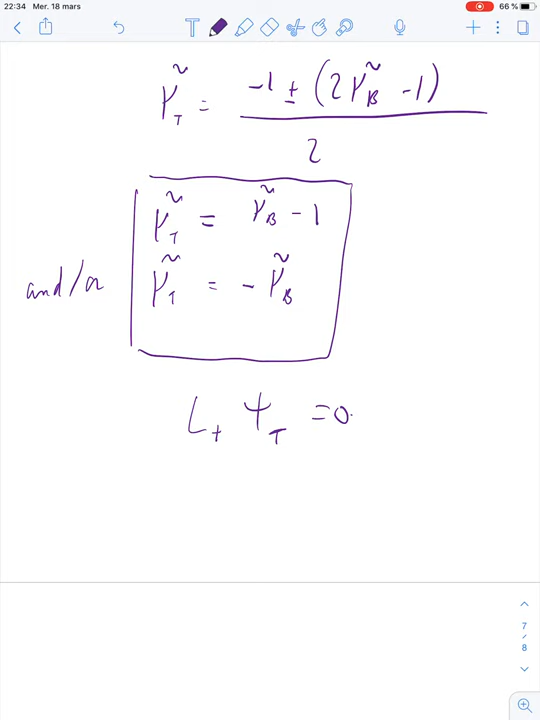 22:34 Mer. 18 mars 66 %
T
μ̃_T = (-1 ± (2μ̃_B - 1)) / 2
μ̃_T = μ̃_B - 1
and/or μ̃_T = -μ̃_B
L_+ Ψ_T = 0
7
/
8